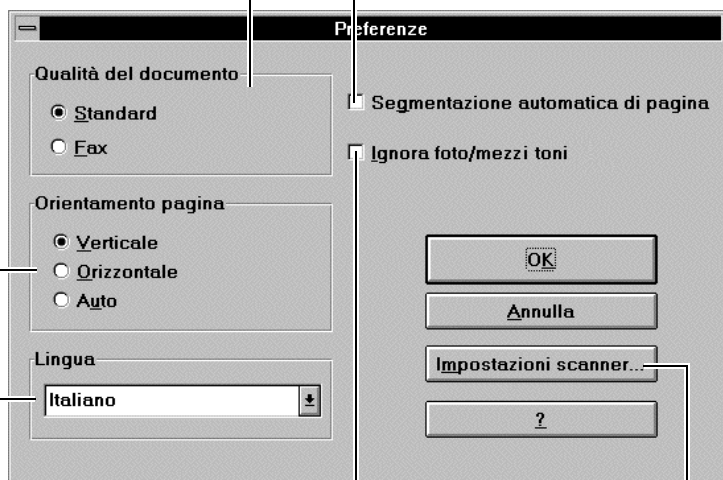 Preferenze
Qualità del documento
Standard
Fax
Segmentazione automatica di pagina
Ignora foto/mezzi toni
Orientamento pagina
Verticale
Orizzontale
Auto
Lingua
Italiano
OK
Annulla
Impostazioni scanner...
?